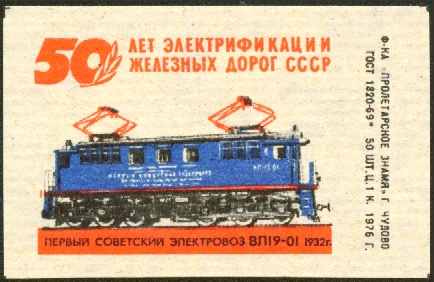 50 ЛЕТ ЭЛЕКТРИФИКАЦИИ
ЖЕЛЕЗНЫХ ДОРОГ СССР
ПЕРВЫЙ СОВЕТСКИЙ ЭЛЕКТРОВОЗ ВЛ19-01 1932г.
Ф-КА „ПРОЛЕТАРСКОЕ ЗНАМЯ" Г. ЧУДОВО
ГОСТ 1820-69* 50 ШТ. Ц. 1 К. 1976 Г.